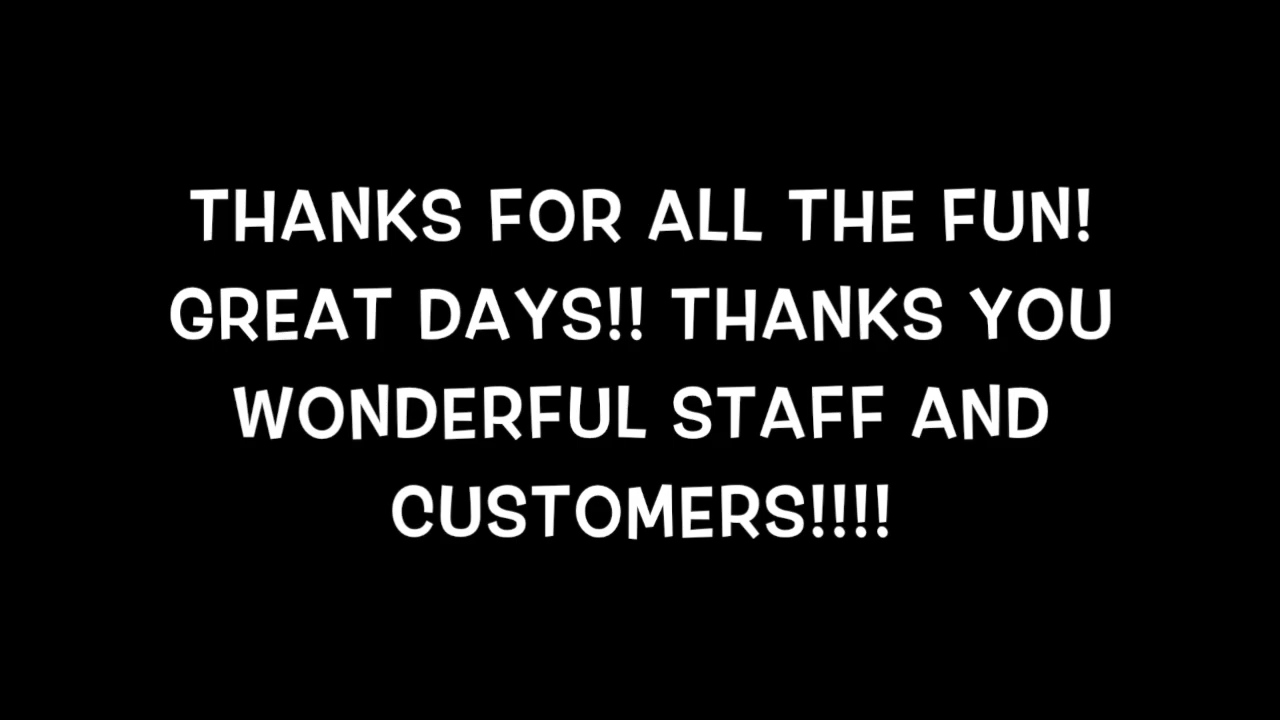 THANKS FOR ALL THE FUN!
GREAT DAYS!! THANKS YOU
WONDERFUL STAFF AND
CUSTOMERS!!!!